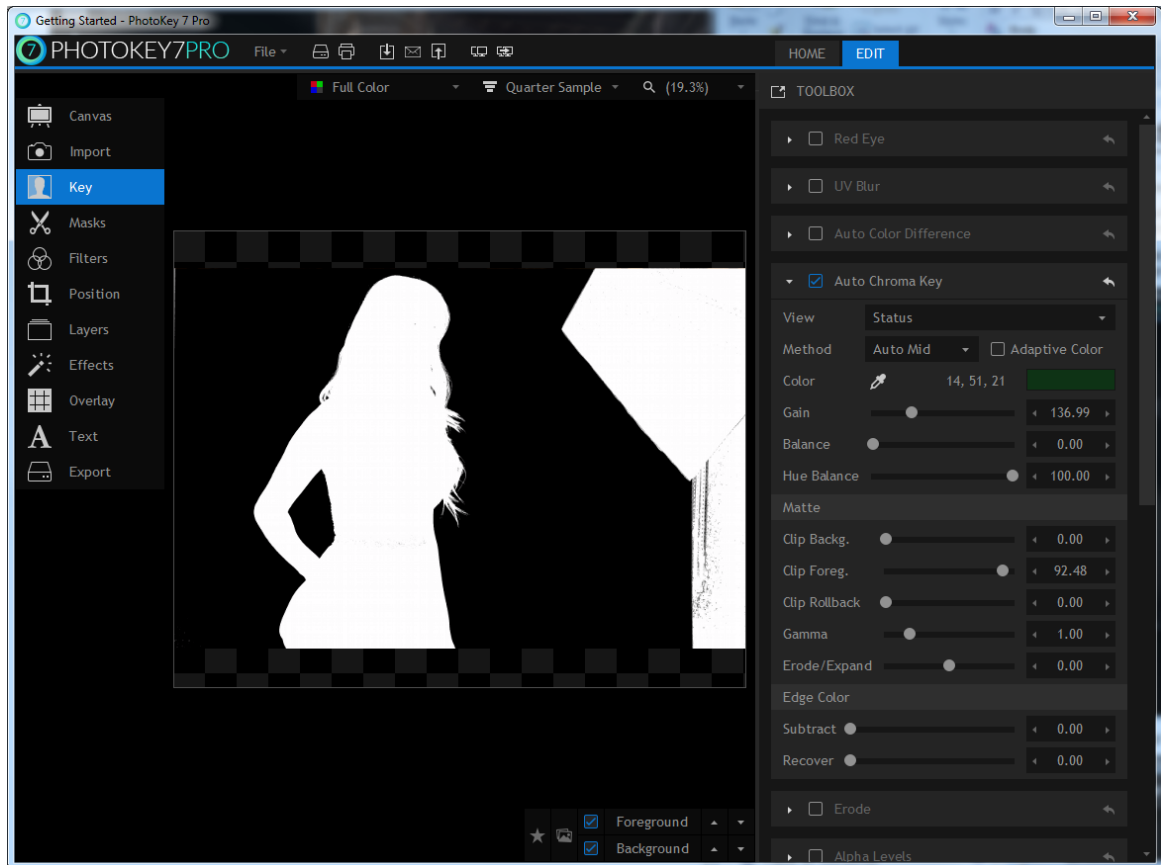 Getting Started - PhotoKey 7 Pro
7 PHOTOKEY7PRO File HOME EDIT
Full Color Quarter Sample (19.3%)
TOOLBOX
Canvas
Import
Key
Masks
Filters
Position
Layers
Effects
Overlay
A Text
Export
Red Eye
UV Blur
Auto Color Difference
Auto Chroma Key
View Status
Method Auto Mid Adaptive Color
Color 14, 51, 21
Gain 136.99
Balance 0.00
Hue Balance 100.00
Matte
Clip Backg. 0.00
Clip Foreg. 92.48
Clip Rollback 0.00
Gamma 1.00
Erode/Expand 0.00
Edge Color
Subtract 0.00
Recover 0.00
Erode
Alpha Levels
Foreground
Background